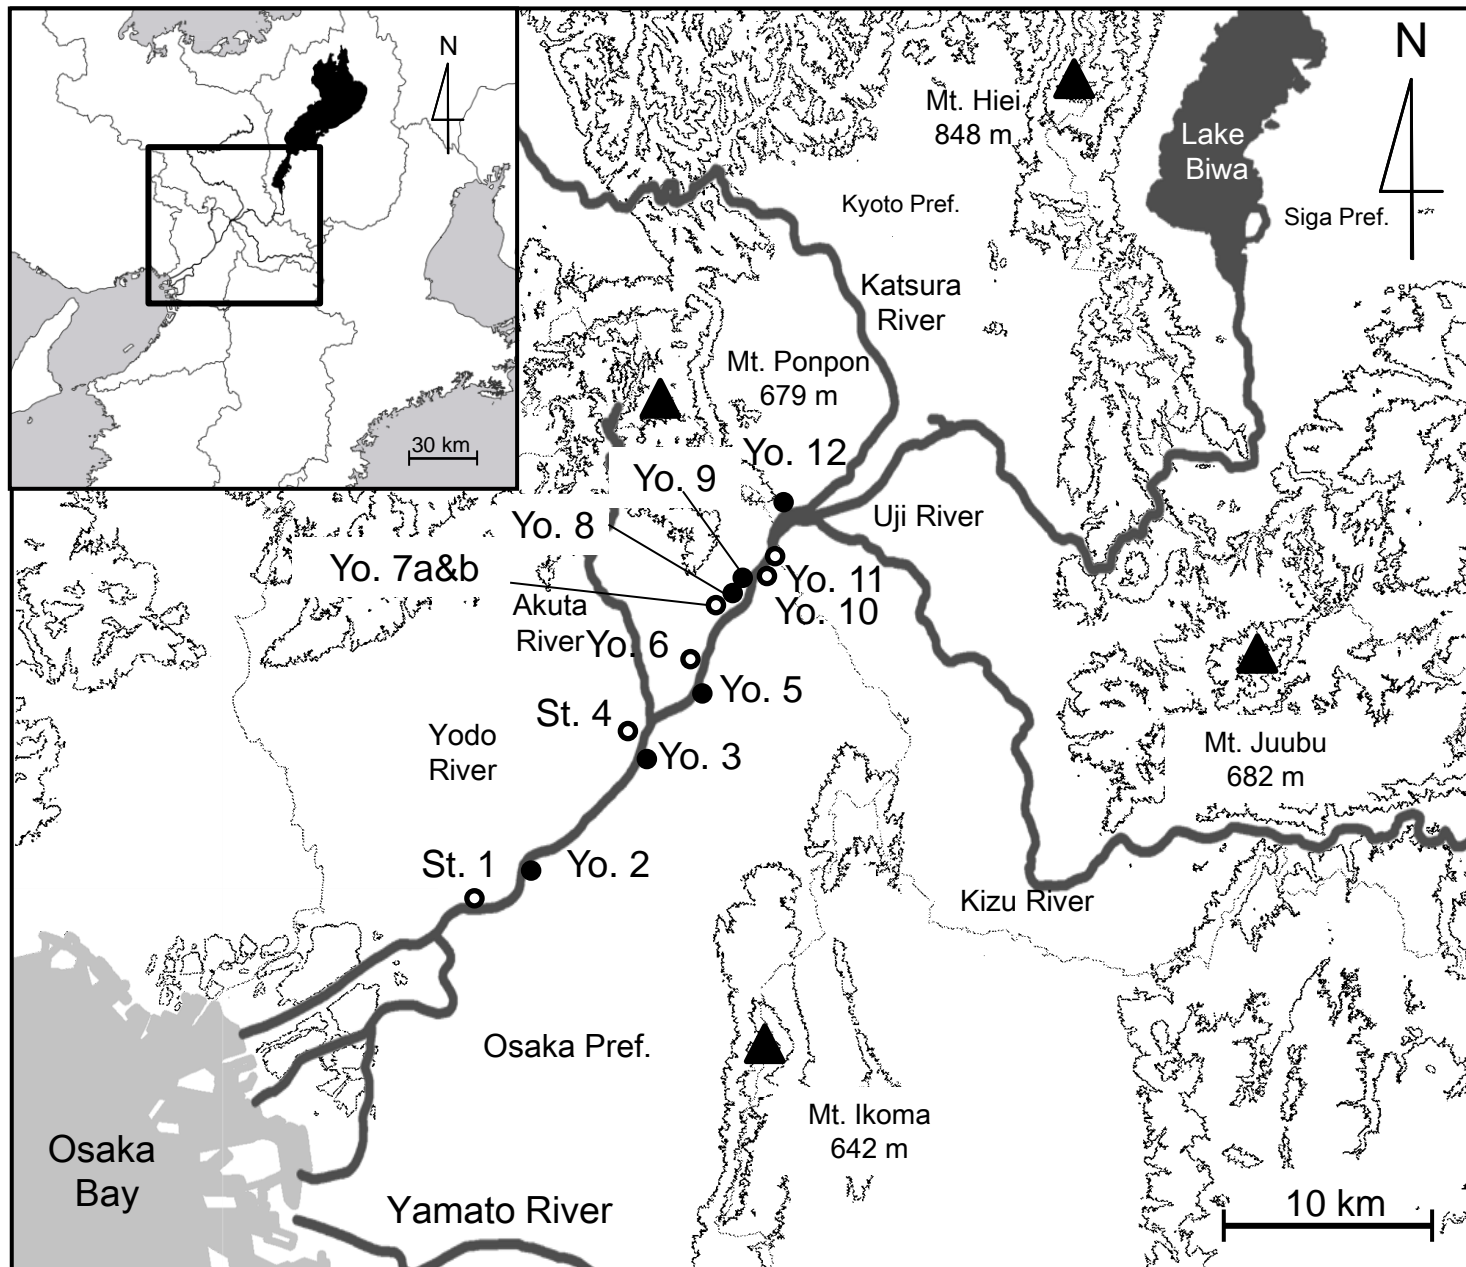 N
30 km
N
Mt. Hiei
848 m
Lake
Biwa
Kyoto Pref.
Siga Pref.
Katsura
River
Mt. Ponpon
679 m
Yo. 12
Yo. 9
Yo. 8
Uji River
Yo. 7a&b
Yo. 11
Akuta
River
Yo. 10
Yo. 6
Yo. 5
St. 4
Yodo
River
Yo. 3
Mt. Juubu
682 m
St. 1
Yo. 2
Kizu River
Osaka Pref.
Mt. Ikoma
642 m
Osaka
Bay
Yamato River
10 km